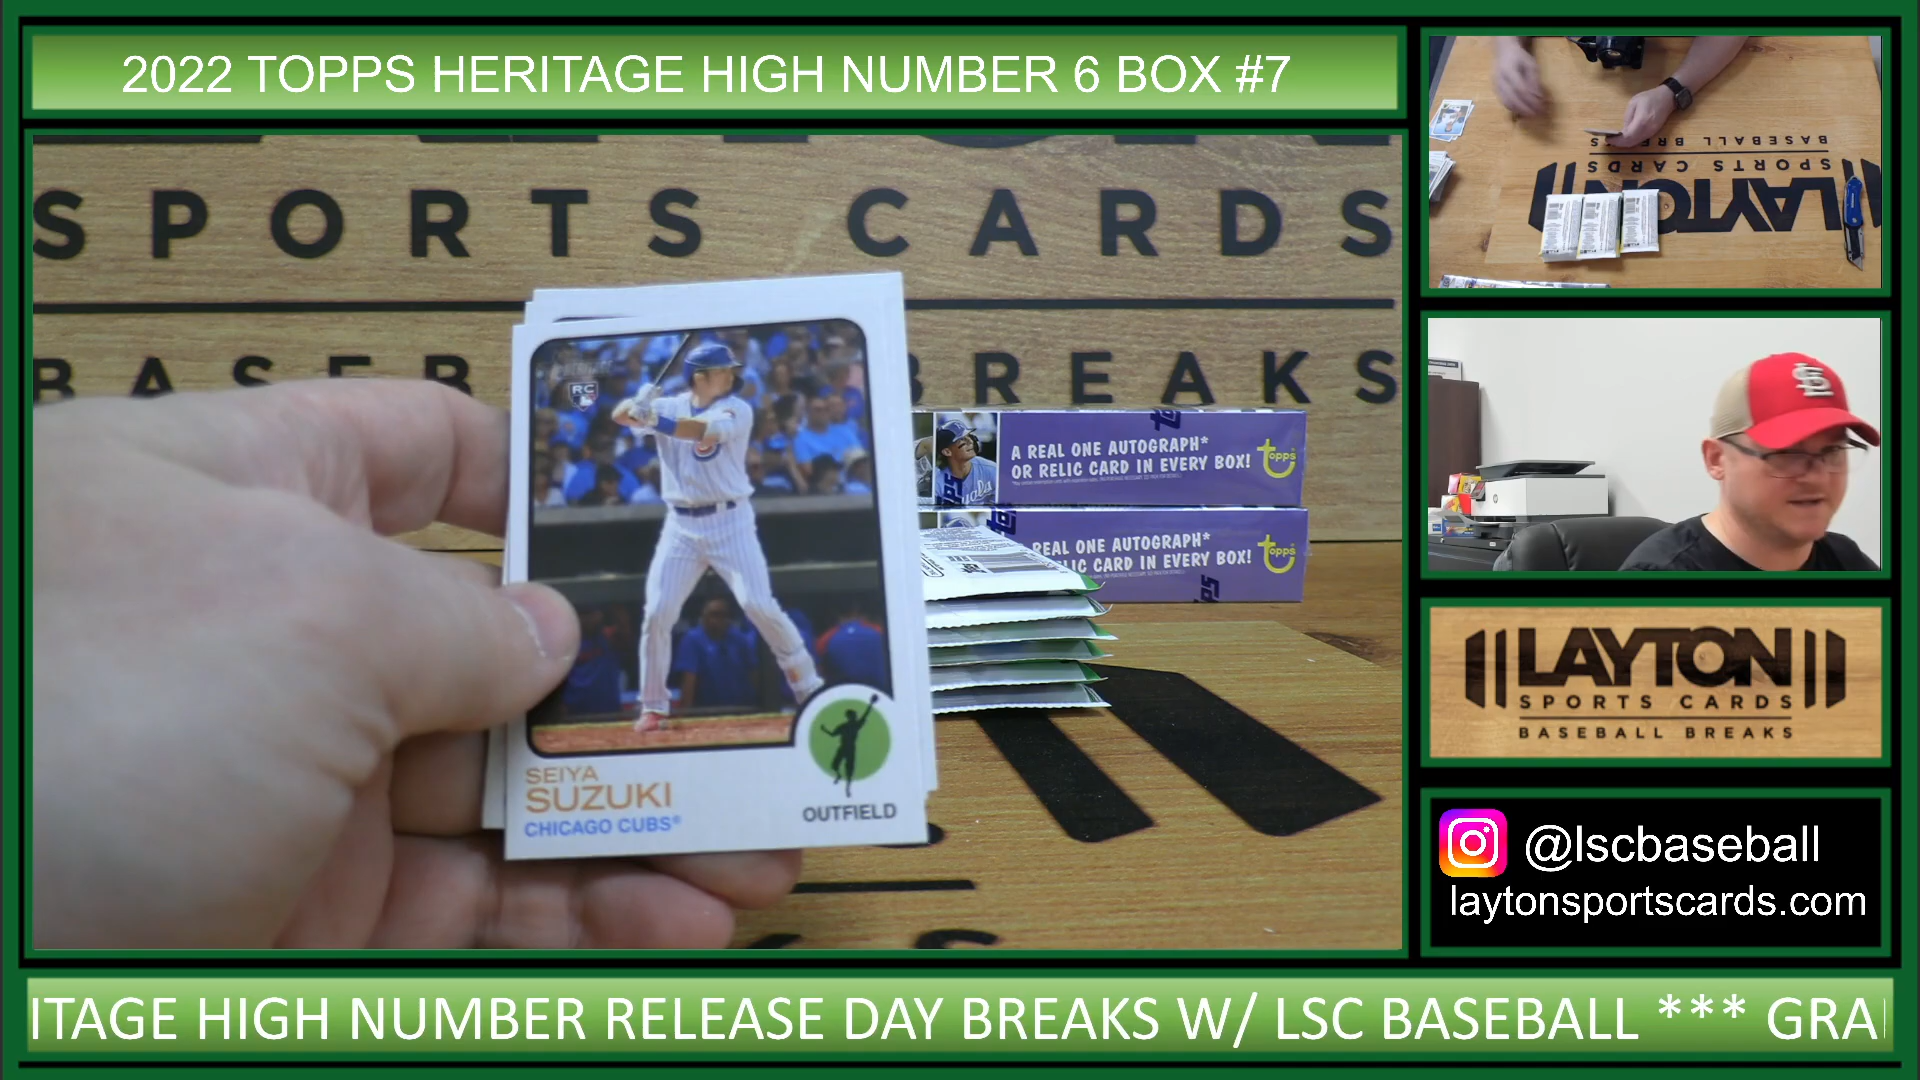 2022 TOPPS HERITAGE HIGH NUMBER 6 BOX #7
SPORTS CARDS
BASEB BREAKS
RC
SEIYA
SUZUKI
CHICAGO CUBS®
OUTFIELD
A REAL ONE AUTOGRAPH*
OR RELIC CARD IN EVERY BOX!
topps
REAL ONE AUTOGRAPH*
LIC CARD IN EVERY BOX!
topps
LAYTON
SPORTS CARDS
BASEBALL BREAKS
LAYTON
SPORTS CARDS
BASEBALL BREAKS
@lscbaseball
laytonsportscards.com
ITAGE HIGH NUMBER RELEASE DAY BREAKS W/ LSC BASEBALL *** GRA